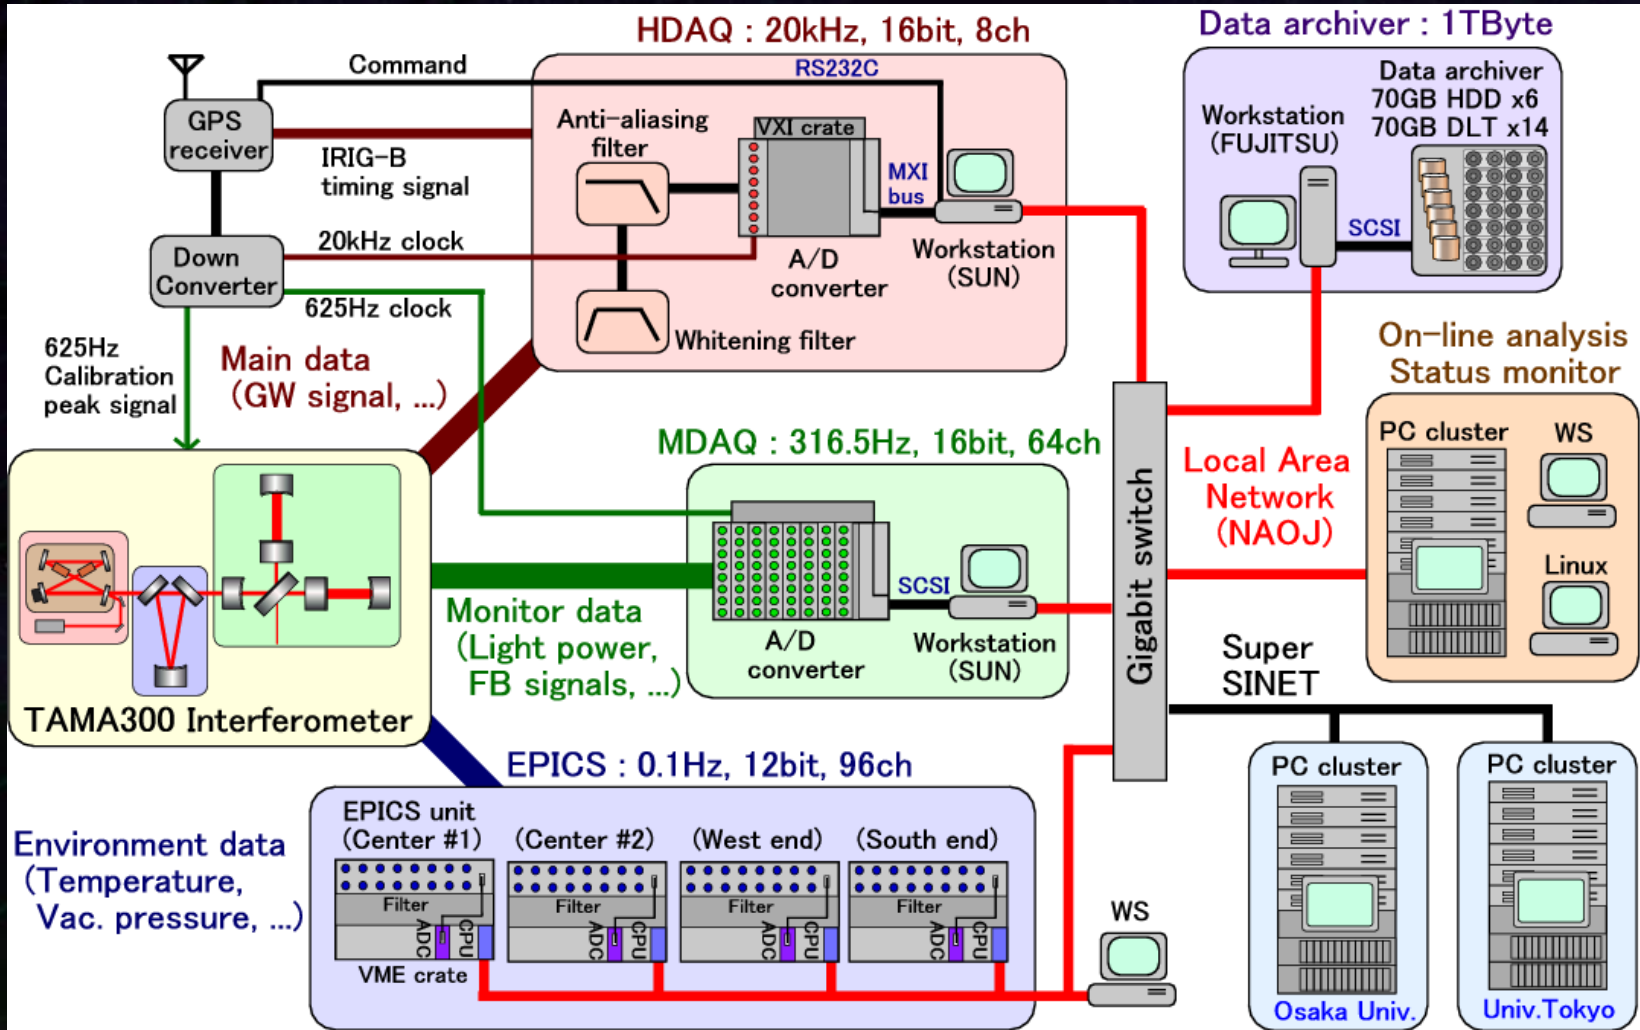 HDAQ : 20kHz, 16bit, 8ch
Data archiver : 1TByte
Command
RS232C
GPS
receiver
IRIG-B
timing signal
Anti-aliasing
filter
VXI crate
MXI
bus
Workstation
(SUN)
A/D
converter
Whitening filter
Workstation
(FUJITSU)
Data archiver
70GB HDD x6
70GB DLT x14
SCSI
Down
Converter
20kHz clock
625Hz clock
625Hz
Calibration
peak signal
Main data
(GW signal, ...)
On-line analysis
Status monitor
PC cluster
WS
Linux
MDAQ : 316.5Hz, 16bit, 64ch
SCSI
A/D
converter
Workstation
(SUN)
Monitor data
(Light power,
FB signals, ...)
Gigabit switch
Local Area
Network
(NAOJ)
Super
SINET
TAMA300 Interferometer
EPICS : 0.1Hz, 12bit, 96ch
Environment data
(Temperature,
Vac. pressure, ...)
EPICS unit
(Center #1)
(Center #2)
(West end)
(South end)
Filter
Filter
Filter
Filter
ADC
CPU
ADC
CPU
ADC
CPU
ADC
CPU
VME crate
WS
PC cluster
Osaka Univ.
PC cluster
Univ.Tokyo